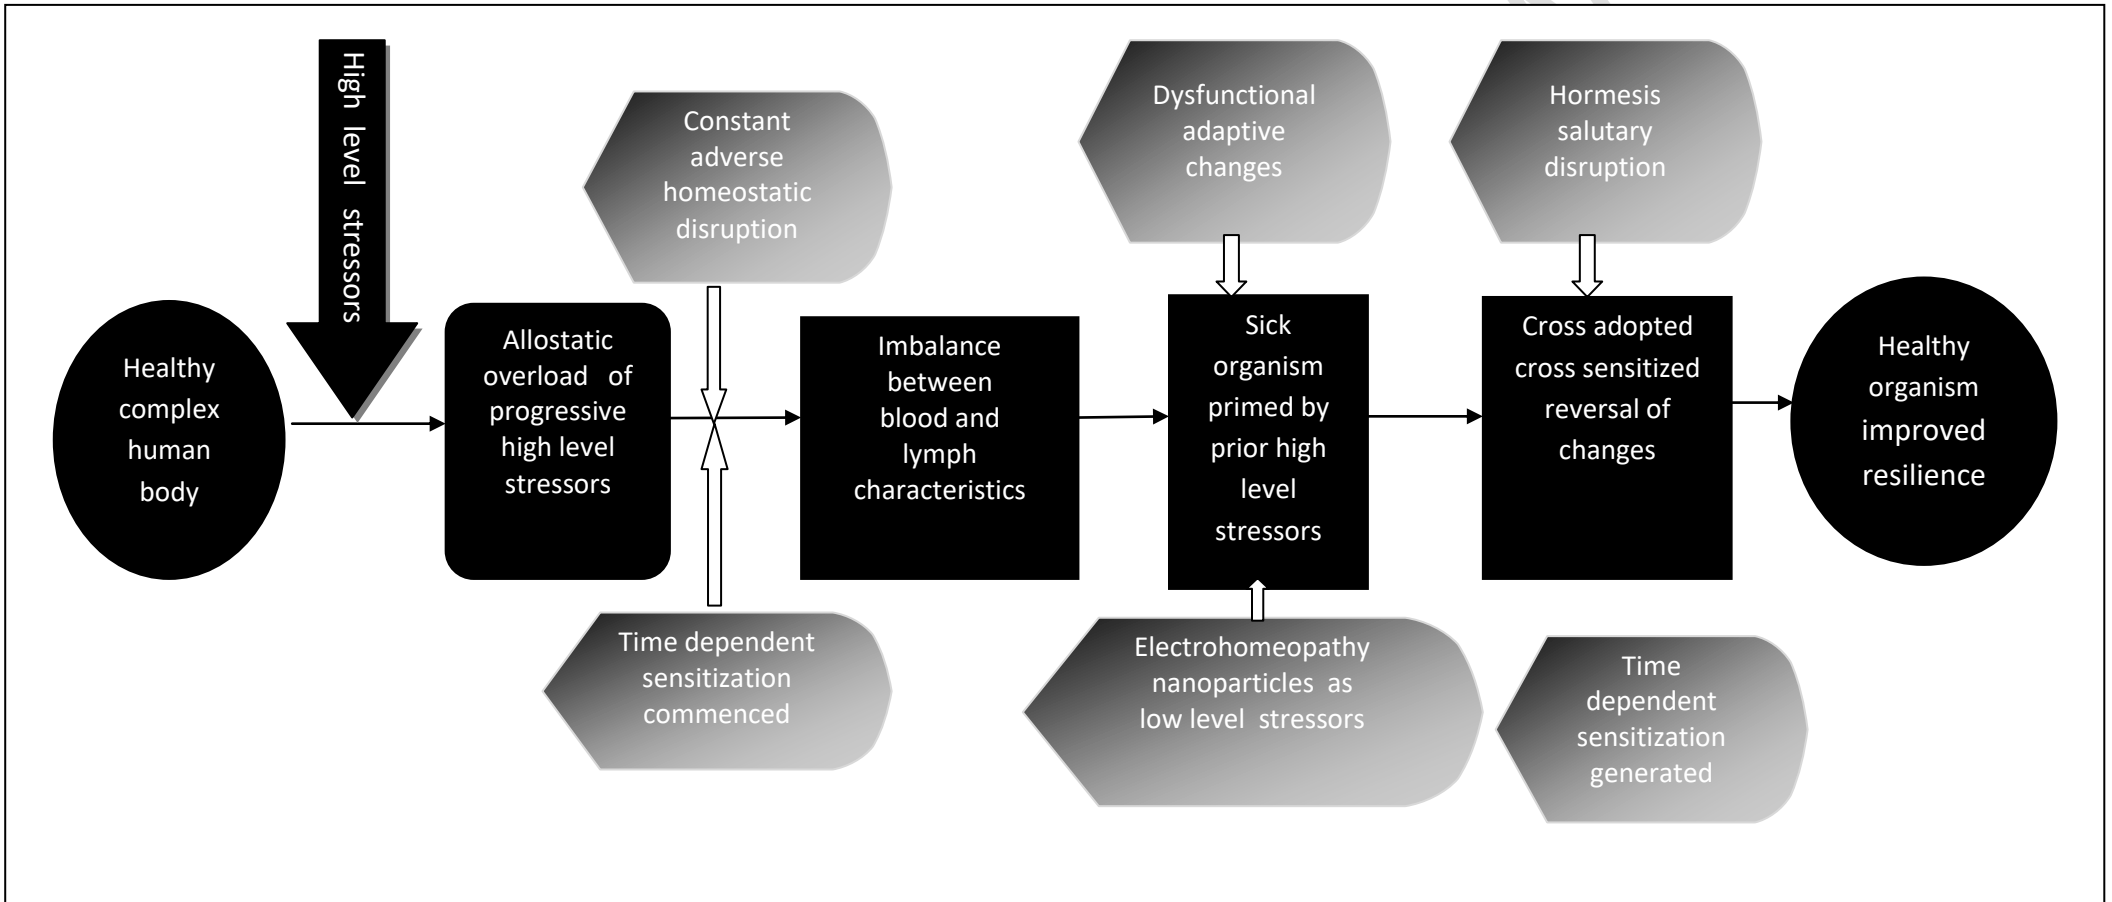 High level stressors
Healthy
complex
human
body
Allostatic
overload of
progressive
high level
stressors
Constant
adverse
homeostatic
disruption
Time dependent
sensitization
commenced
Imbalance
between
blood and
lymph
characteristics
Dysfunctional
adaptive
changes
Sick
organism
primed by
prior high
level
stressors
Electrohomeopathy
nanoparticles as
low level stressors
Hormesis
salutary
disruption
Cross adopted
cross sensitized
reversal of
changes
Time
dependent
sensitization
generated
Healthy
organism
improved
resilience